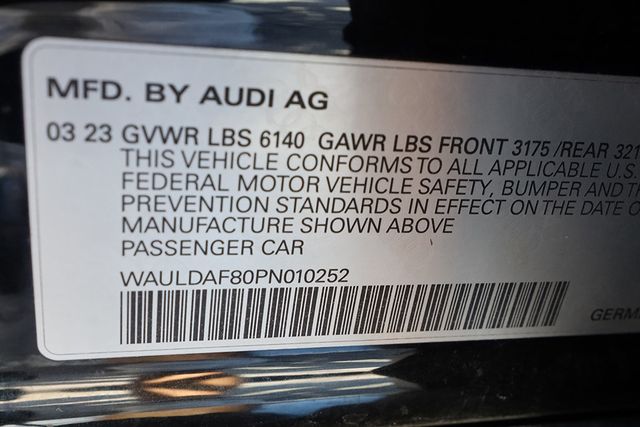 MFD. BY AUDI AG
03 23 GVWR LBS 6140 GAWR LBS FRONT 3175 /REAR 321
THIS VEHICLE CONFORMS TO ALL APPLICABLE U.S.
FEDERAL MOTOR VEHICLE SAFETY, BUMPER AND T
PREVENTION STANDARDS IN EFFECT ON THE DATE O
MANUFACTURE SHOWN ABOVE
PASSENGER CAR
WAULDAF80PN010252
GERM